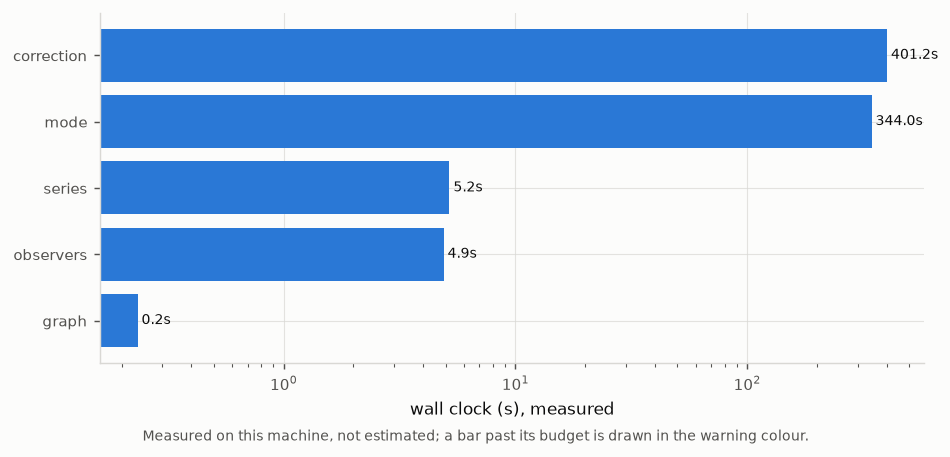 correction 401.2s
mode 344.0s
series 5.2s
observers 4.9s
graph 0.2s
10⁰ 10¹ 10²
wall clock (s), measured
Measured on this machine, not estimated; a bar past its budget is drawn in the warning colour.